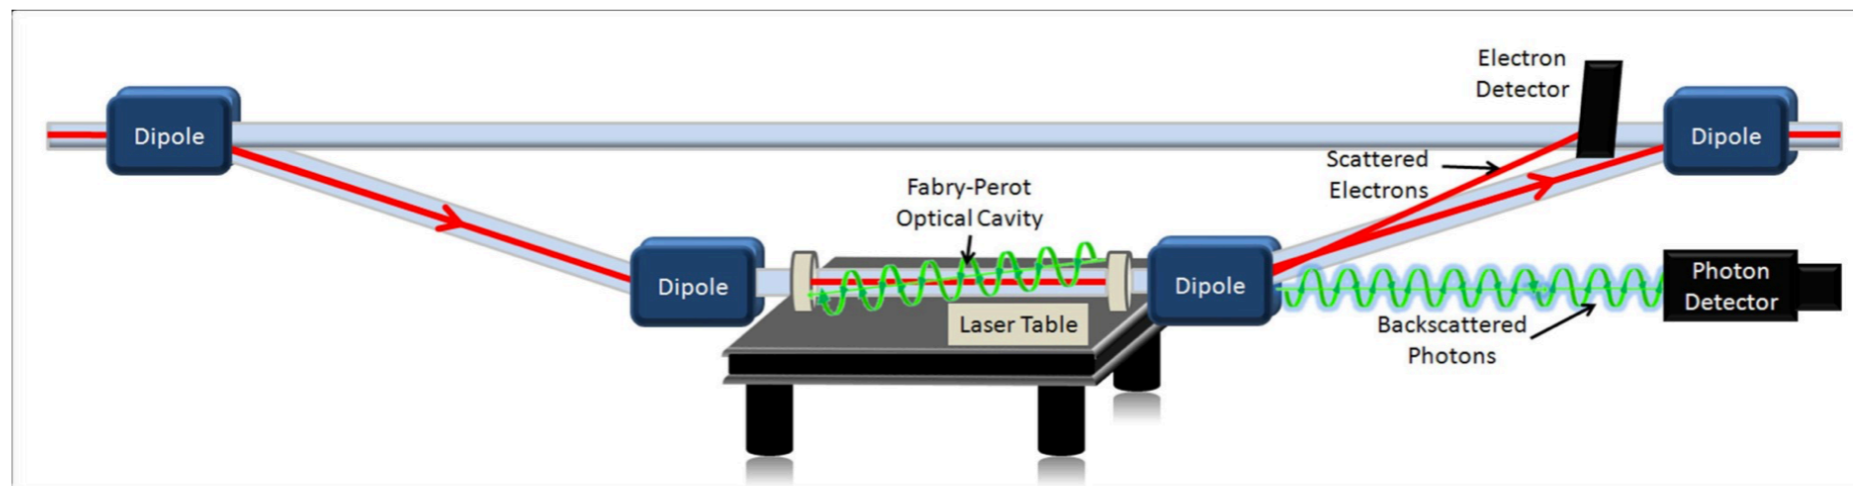 Electron
Detector
Dipole
Dipole
Scattered
Electrons
Fabry-Perot
Optical Cavity
Dipole
Dipole
Photon
Detector
Laser Table
Backscattered
Photons